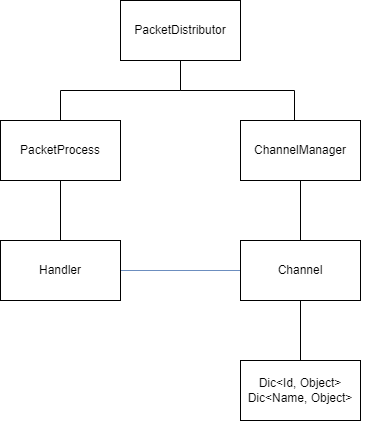 PacketDistributor
PacketProcess
ChannelManager
Handler
Channel
Dic<Id, Object>
Dic<Name, Object>